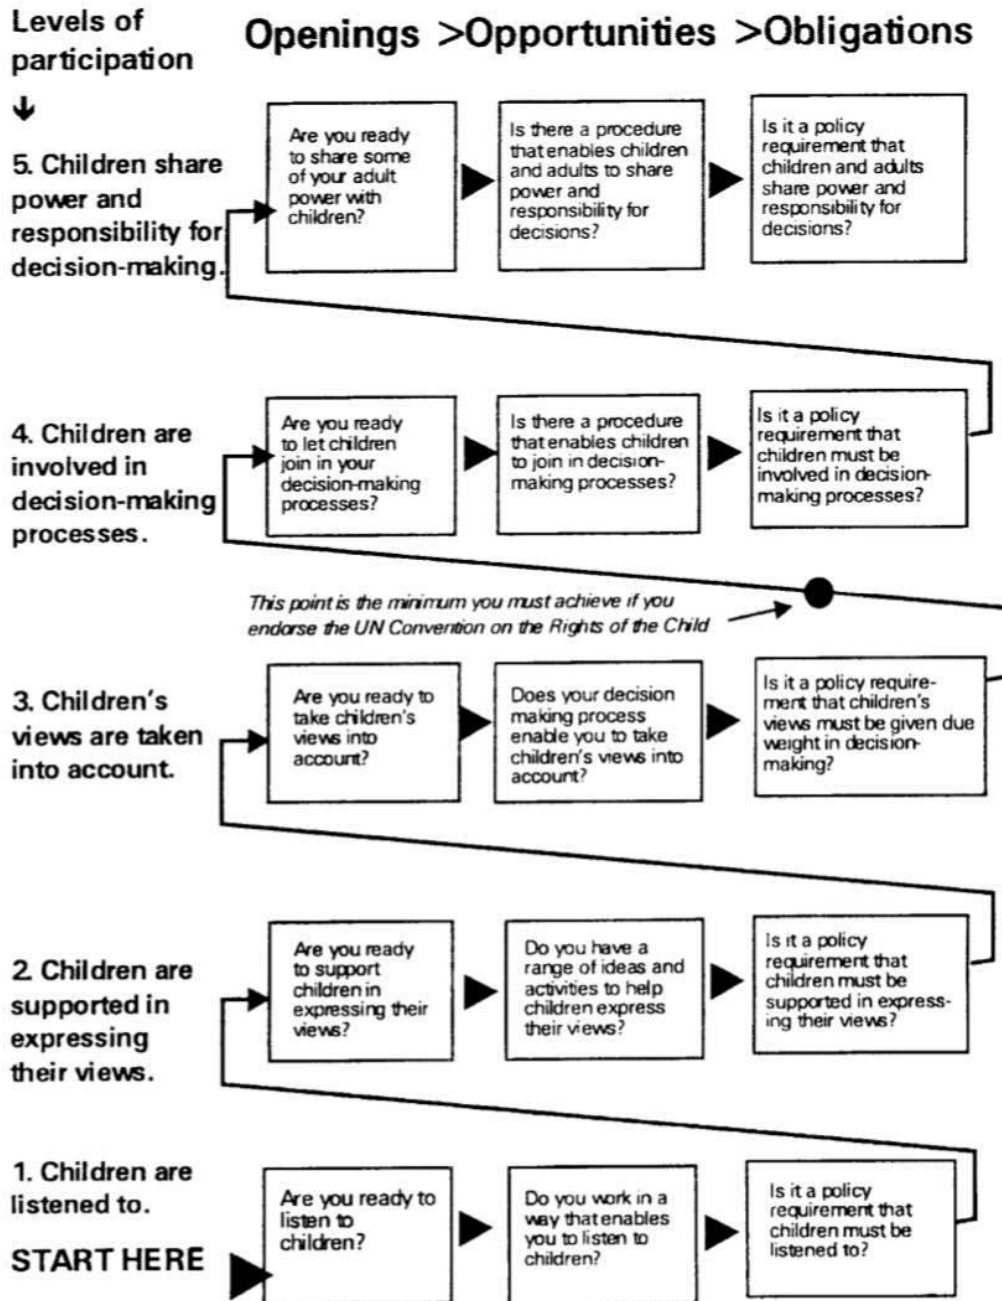 Levels of
participation
Openings >Opportunities >Obligations
5. Children share
power and
responsibility for
decision-making.
Are you ready
to share some
of your adult
power with
children?
Is there a procedure
that enables children
and adults to share
power and
responsibility for
decisions?
Is it a policy
requirement that
children and adults
share power and
responsibility for
decisions?
4. Children are
involved in
decision-making
processes.
Are you ready
to let children
join in your
decision-making
processes?
Is there a procedure
that enables children
to join in decision-
making processes?
Is it a policy
requirement that
children must be
involved in decision-
making processes?
This point is the minimum you must achieve if you
endorse the UN Convention on the Rights of the Child
3. Children's
views are taken
into account.
Are you ready to
take children's
views into
account?
Does your decision
making process
enable you to take
children's views into
account?
Is it a policy require-
ment that children's
views must be given due
weight in decision-
making?
2. Children are
supported in
expressing
their views.
Are you ready
to support
children in
expressing their
views?
Do you have a
range of ideas and
activities to help
children express
their views?
Is it a policy
requirement that
children must be
supported in express-
ing their views?
1. Children are
listened to.
START HERE
Are you ready to
listen to
children?
Do you work in a
way that enables
you to listen to
children?
Is it a policy
requirement that
children must be
listened to?